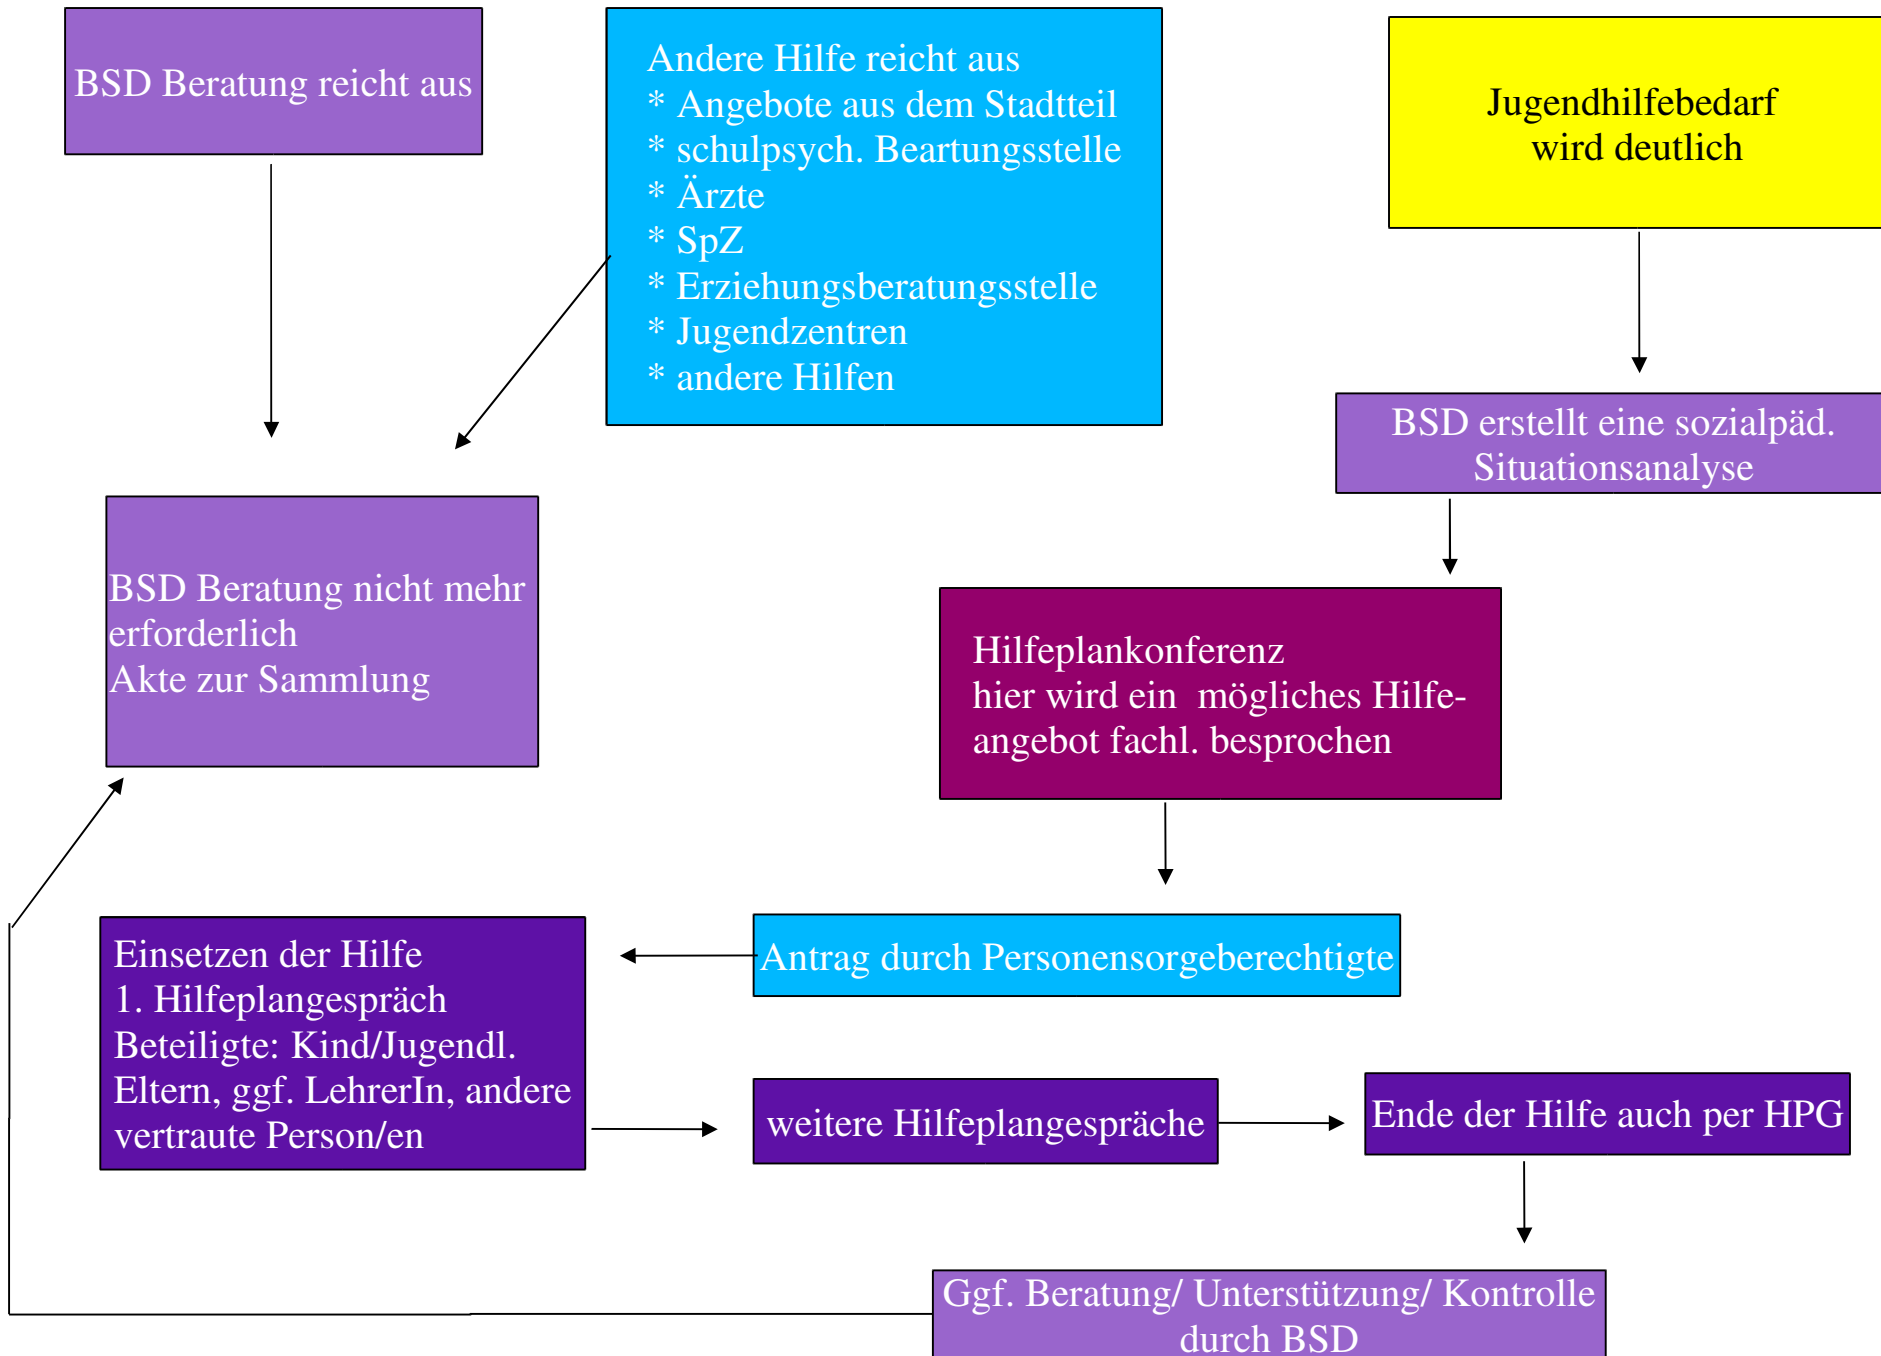 BSD Beratung reicht aus
Andere Hilfe reicht aus
* Angebote aus dem Stadtteil
* schulpsych. Beartungsstelle
* Ärzte
* SpZ
* Erziehungsberatungsstelle
* Jugendzentren
* andere Hilfen
Jugendhilfebedarf
wird deutlich
BSD erstellt eine sozialpäd.
Situationsanalyse
BSD Beratung nicht mehr
erforderlich
Akte zur Sammlung
Hilfeplankonferenz
hier wird ein mögliches Hilfe-
angebot fachl. besprochen
Antrag durch Personensorgeberechtigte
Einsetzen der Hilfe
1. Hilfeplangespräch
Beteiligte: Kind/Jugendl.
Eltern, ggf. LehrerIn, andere
vertraute Person/en
weitere Hilfeplangespräche
Ende der Hilfe auch per HPG
Ggf. Beratung/ Unterstützung/ Kontrolle
durch BSD